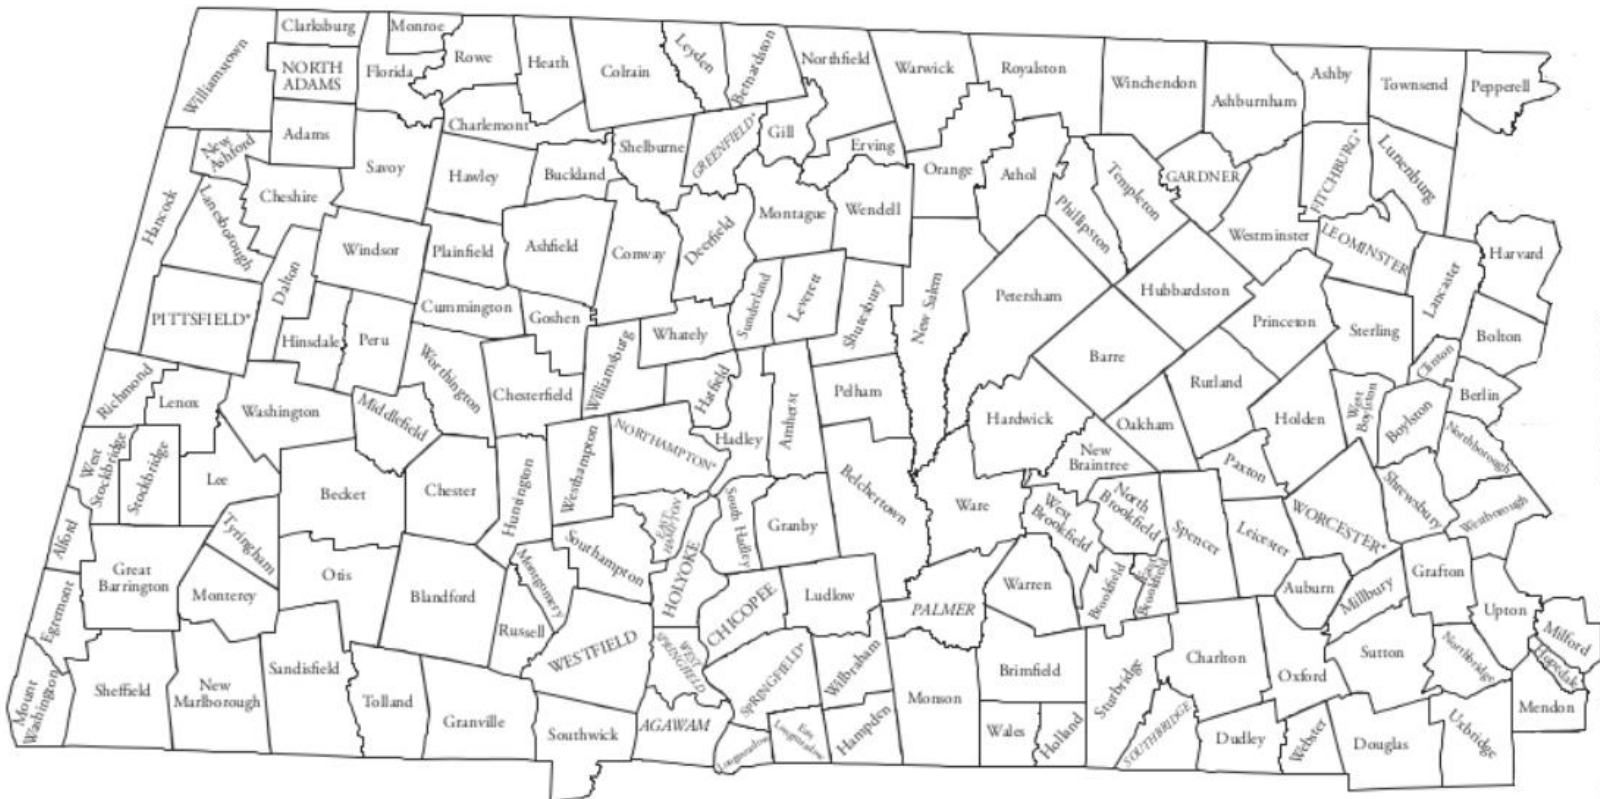 Clarksburg
Monroe
Williamstown
NORTH
ADAMS
Florida
Rowe
Heath
Colrain
Leyden
Bernardston
Northfield
Warwick
Royalston
Winchendon
Ashburnham
Ashby
Townsend
Pepperell
New
Ashford
Adams
Savoy
Charlemont
Hawley
Buckland
Shelburne
GREENFIELD*
Gill
Erving
Orange
Athol
Phillipston
Templeton
GARDNER
Westminster
FITCHBURG*
Lunenburg
Hancock
Lanesborough
Cheshire
Windsor
Plainfield
Ashfield
Conway
Deerfield
Montague
Wendell
LEOMINSTER
Lancaster
Harvard
PITTSFIELD*
Dalton
Hinsdale
Peru
Cummington
Goshen
Whately
Sunderland
Leverett
Shutesbury
New Salem
Petersham
Hubbardston
Princeton
Sterling
Clinton
Bolton
Richmond
Lenox
Washington
Middlefield
Worthington
Chesterfield
Williamsburg
Hatfield
Hadley
Amherst
Pelham
Hardwick
Barre
Oakham
Rutland
Holden
West
Boylston
Boylston
Berlin
Northborough
West
Stockbridge
Stockbridge
Lee
Becket
Chester
Huntington
Westhampton
NORTHAMPTON*
EAST
HAMPTON
South Hadley
Granby
Belchertown
Ware
New
Braintree
West
Brookfield
North
Brookfield
Spencer
Paxton
Leicester
WORCESTER*
Shrewsbury
Westborough
Alford
Great
Barrington
Tyringham
Monterey
Otis
Blandford
Montgomery
Russell
Southampton
HOLYOKE
CHICOPEE
Ludlow
PALMER
Warren
Brookfield
East
Brookfield
Auburn
Millbury
Grafton
Upton
Milford
Hopedale
Egremont
Mount
Washington
Sheffield
New
Marlborough
Sandisfield
Tolland
Granville
WESTFIELD
Southwick
WEST
SPRINGFIELD
AGAWAM
SPRINGFIELD*
Longmeadow
East
Longmeadow
Wilbraham
Hampden
Monson
Brimfield
Wales
Holland
Sturbridge
SOUTHBRIDGE
Charlton
Dudley
Oxford
Webster
Sutton
Douglas
Northbridge
Uxbridge
Mendon